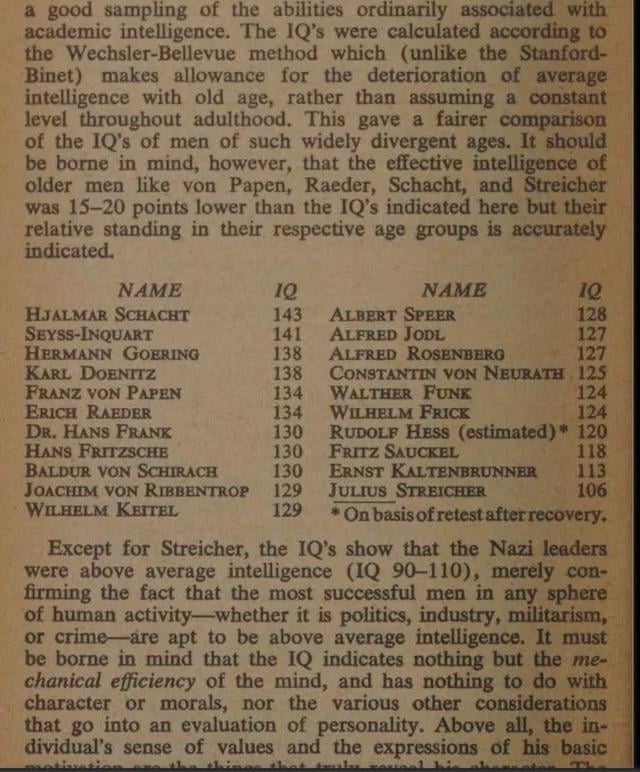 a good sampling of the abilities ordinarily associated with
academic intelligence. The IQ's were calculated according to
the Wechsler-Bellevue method which (unlike the Stanford-
Binet) makes allowance for the deterioration of average
intelligence with old age, rather than assuming a constant
level throughout adulthood. This gave a fairer comparison
of the IQ's of men of such widely divergent ages. It should
be borne in mind, however, that the effective intelligence of
older men like von Papen, Raeder, Schacht, and Streicher
was 15–20 points lower than the IQ's indicated here but their
relative standing in their respective age groups is accurately
indicated.
NAME IQ NAME IQ
HJALMAR SCHACHT 143 ALBERT SPEER 128
SEYSS-INQUART 141 ALFRED JODL 127
HERMANN GOERING 138 ALFRED ROSENBERG 127
KARL DOENITZ 138 CONSTANTIN VON NEURATH 125
FRANZ VON PAPEN 134 WALTHER FUNK 124
ERICH RAEDER 134 WILHELM FRICK 124
DR. HANS FRANK 130 RUDOLF HESS (estimated)* 120
HANS FRITZSCHE 130 FRITZ SAUCKEL 118
BALDUR VON SCHIRACH 130 ERNST KALTENBRUNNER 113
JOACHIM VON RIBBENTROP 129 JULIUS STREICHER 106
WILHELM KEITEL 129 * On basis of retest after recovery.
Except for Streicher, the IQ's show that the Nazi leaders
were above average intelligence (IQ 90–110), merely con-
firming the fact that the most successful men in any sphere
of human activity—whether it is politics, industry, militarism,
or crime—are apt to be above average intelligence. It must
be borne in mind that the IQ indicates nothing but the me-
chanical efficiency of the mind, and has nothing to do with
character or morals, nor the various other considerations
that go into an evaluation of personality. Above all, the in-
dividual's sense of values and the expressions of his basic
motivation are the things that truly reveal his character. The